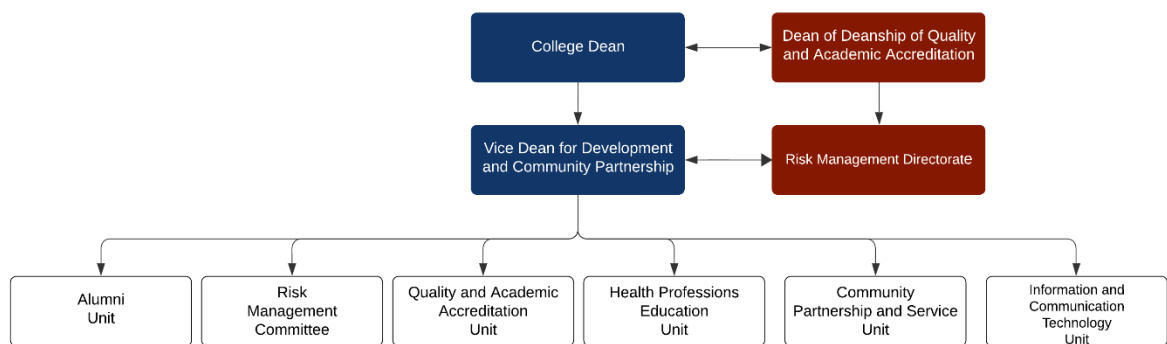 College Dean
Dean of Deanship of Quality
and Academic Accreditation
Vice Dean for Development
and Community Partnership
Risk Management Directorate
Alumni
Unit
Risk
Management
Committee
Quality and Academic
Accreditation
Unit
Health Professions
Education
Unit
Community
Partnership and Service
Unit
Information and
Communication
Technology
Unit